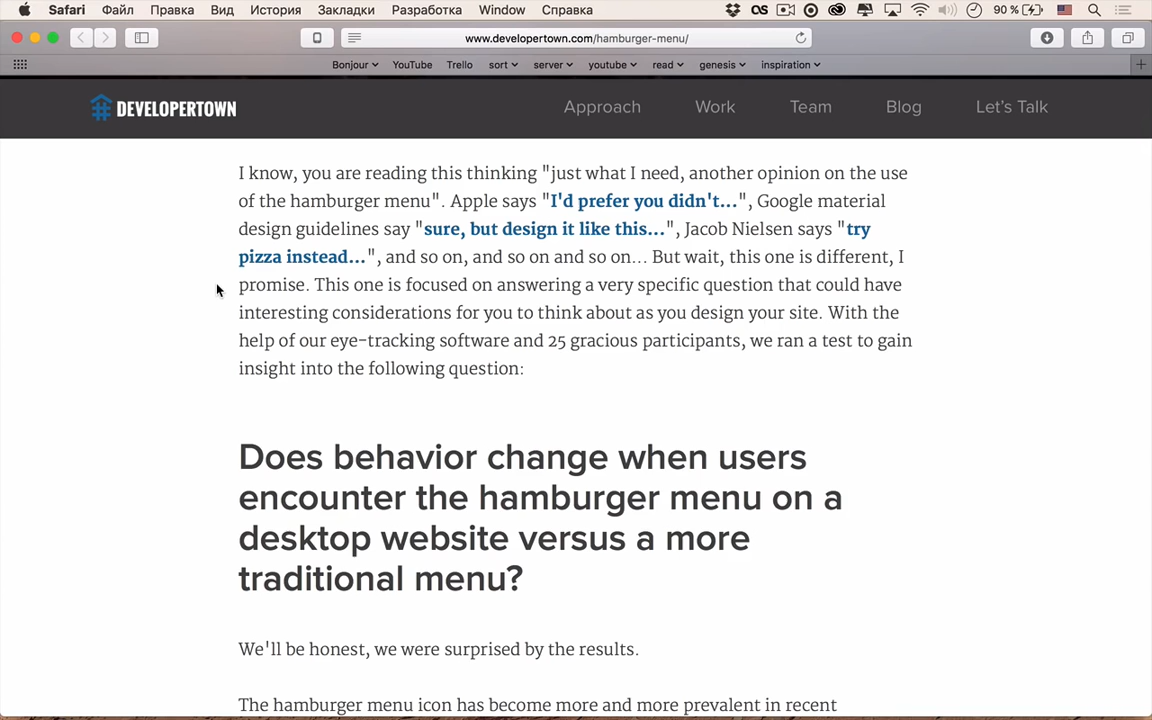 Safari Файл Правка Вид История Закладки Разработка Window Справка 90 %
www.developertown.com/hamburger-menu/
Bonjour YouTube Trello sort server youtube read genesis inspiration
DEVELOPERTOWN Approach Work Team Blog Let's Talk
I know, you are reading this thinking "just what I need, another opinion on the use
of the hamburger menu". Apple says "I'd prefer you didn't...", Google material
design guidelines say "sure, but design it like this...", Jacob Nielsen says "try
pizza instead...", and so on, and so on and so on... But wait, this one is different, I
promise. This one is focused on answering a very specific question that could have
interesting considerations for you to think about as you design your site. With the
help of our eye-tracking software and 25 gracious participants, we ran a test to gain
insight into the following question:
Does behavior change when users
encounter the hamburger menu on a
desktop website versus a more
traditional menu?
We'll be honest, we were surprised by the results.
The hamburger menu icon has become more and more prevalent in recent